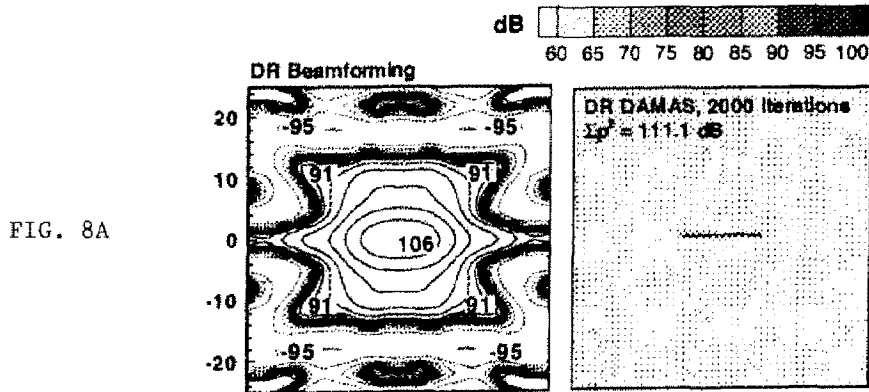 dB
60 65 70 75 80 85 90 95 100
DR Beamforming
DR DAMAS, 2000 Iterations
Σp² = 111.1 dB
20
10
0
-10
-20
-95 -95
91 91
106
91 91
-95 -95
FIG. 8A